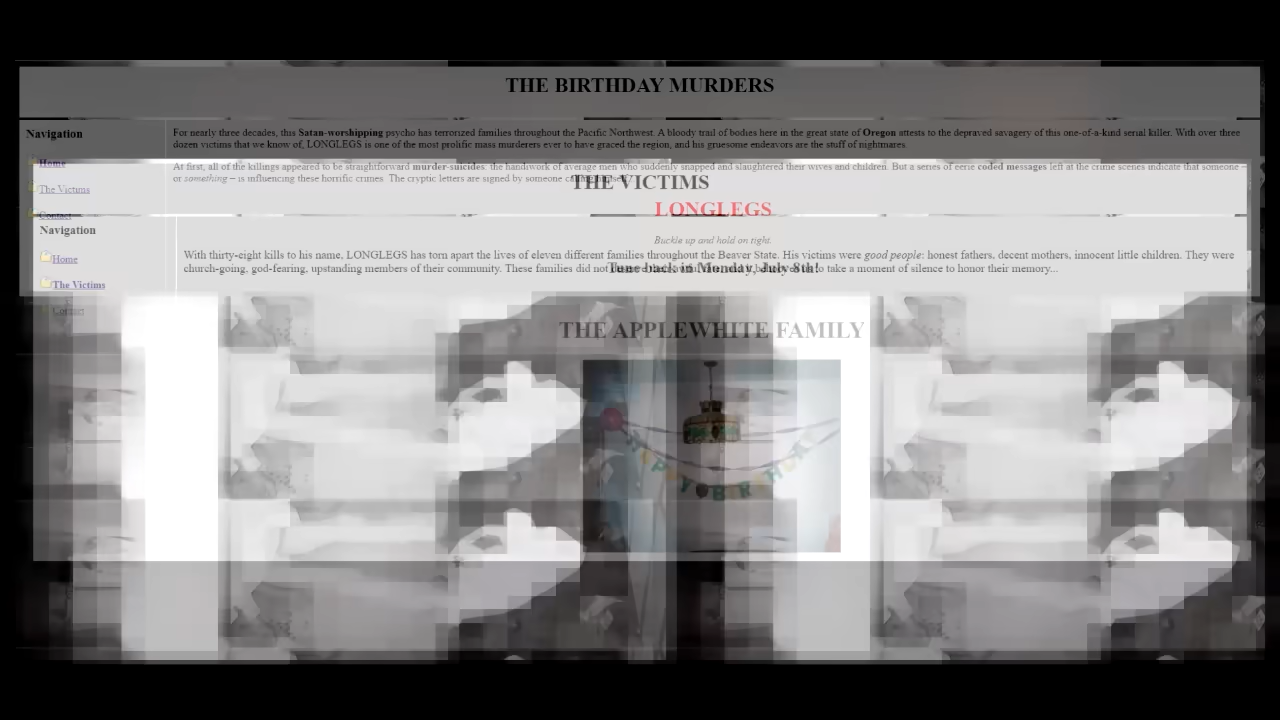 THE BIRTHDAY MURDERS
Navigation
Home
The Victims
Contact
For nearly three decades, this Satan-worshipping psycho has terrorized families throughout the Pacific Northwest. A bloody trail of bodies here in the great state of Oregon attests to the depraved savagery of this one-of-a-kind serial killer. With over three
dozen victims that we know of, LONGLEGS is one of the most prolific mass murderers ever to have graced the region, and his gruesome endeavors are the stuff of nightmares
At first, all of the killings appeared to be straightforward murder-suicides: the handiwork of average men who suddenly snapped and slaughtered their wives and children. But a series of eerie coded messages left at the crime scenes indicate that someone –
or something – is influencing these horrific crimes. The cryptic letters are signed by someone
THE VICTIMS
LONGLEGS
Buckle up and hold on tight.
Tune back in Monday, July 8th!
Navigation
Home
The Victims
Contact
With thirty-eight kills to his name, LONGLEGS has torn apart the lives of eleven different families throughout the Beaver State. His victims were good people: honest fathers, decent mothers, innocent little children. They were
church-going, god-fearing, upstanding members of their community. These families did not to take a moment of silence to honor their memory...
THE APPLEWHITE FAMILY
HAPPY BIRTHDAY